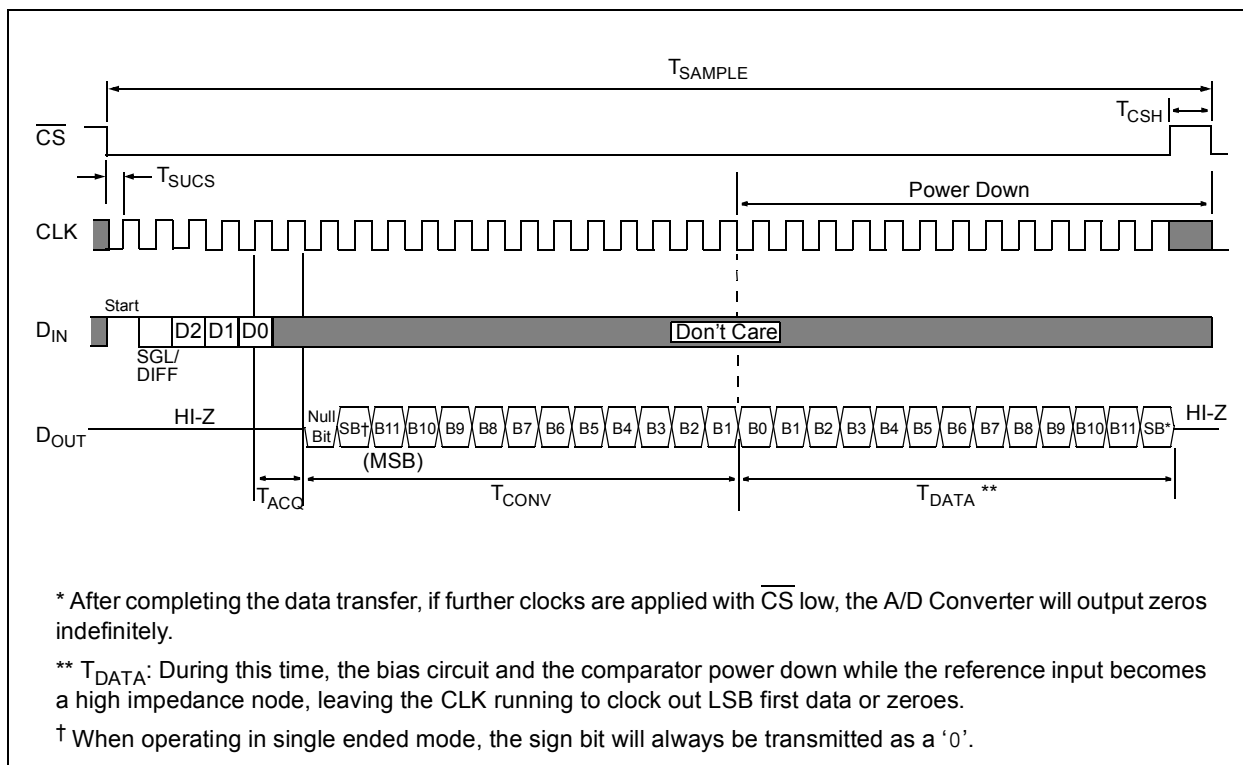 TSAMPLE
TCSH
CS
TSUCS
Power Down
CLK
Start
DIN
D2 D1 D0
Don't Care
SGL/
DIFF
HI-Z
DOUT
Null
Bit
SB† B11 B10 B9 B8 B7 B6 B5 B4 B3 B2 B1 B0 B1 B2 B3 B4 B5 B6 B7 B8 B9 B10 B11 SB*
HI-Z
(MSB)
TACQ
TCONV
TDATA **
* After completing the data transfer, if further clocks are applied with CS low, the A/D Converter will output zeros
indefinitely.
** TDATA: During this time, the bias circuit and the comparator power down while the reference input becomes
a high impedance node, leaving the CLK running to clock out LSB first data or zeroes.
† When operating in single ended mode, the sign bit will always be transmitted as a ‘0’.